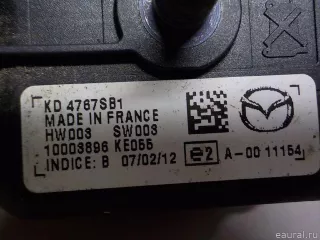 KD 4767SB1
MADE IN FRANCE
HW003 SW003
10003896 KE055
INDICE: B 07/02/12
e2 A-00 11154
© eaural.ru